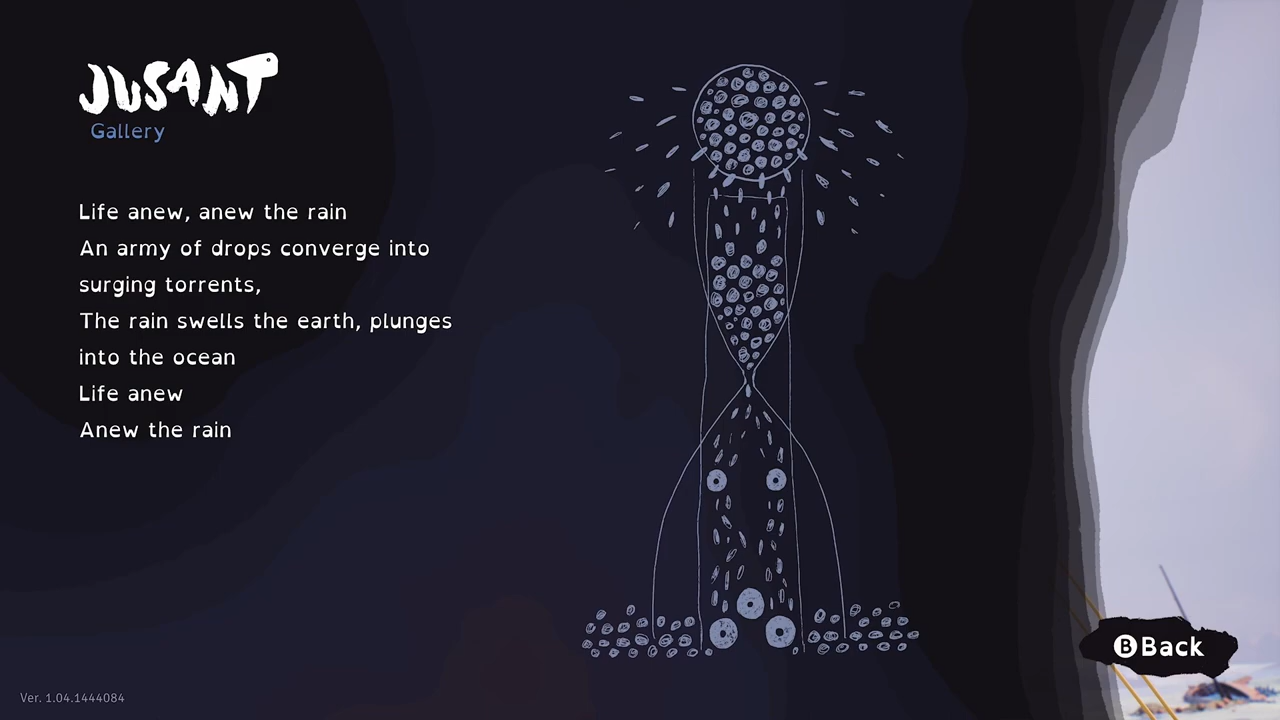 JUSANT
Gallery
Life anew, anew the rain
An army of drops converge into
surging torrents,
The rain swells the earth, plunges
into the ocean
Life anew
Anew the rain
B Back
Ver. 1.04.1444084